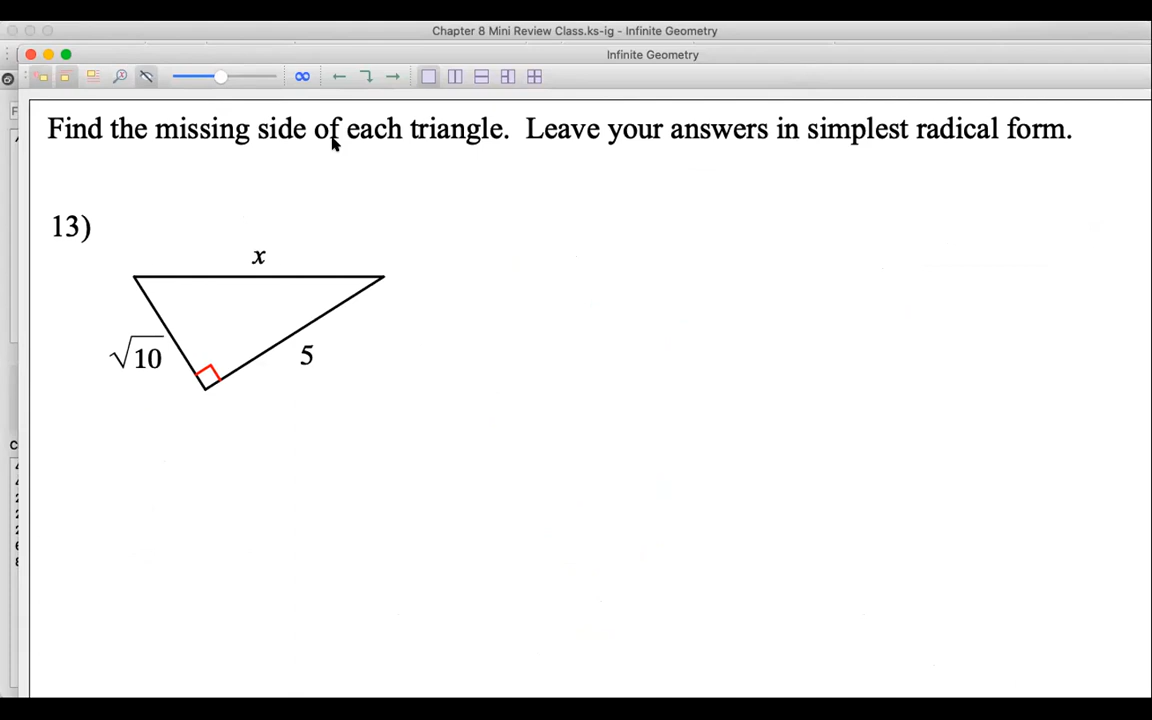 Chapter 8 Mini Review Class.ks-ig - Infinite Geometry
Infinite Geometry
Find the missing side of each triangle. Leave your answers in simplest radical form.
13)
x
√10
5